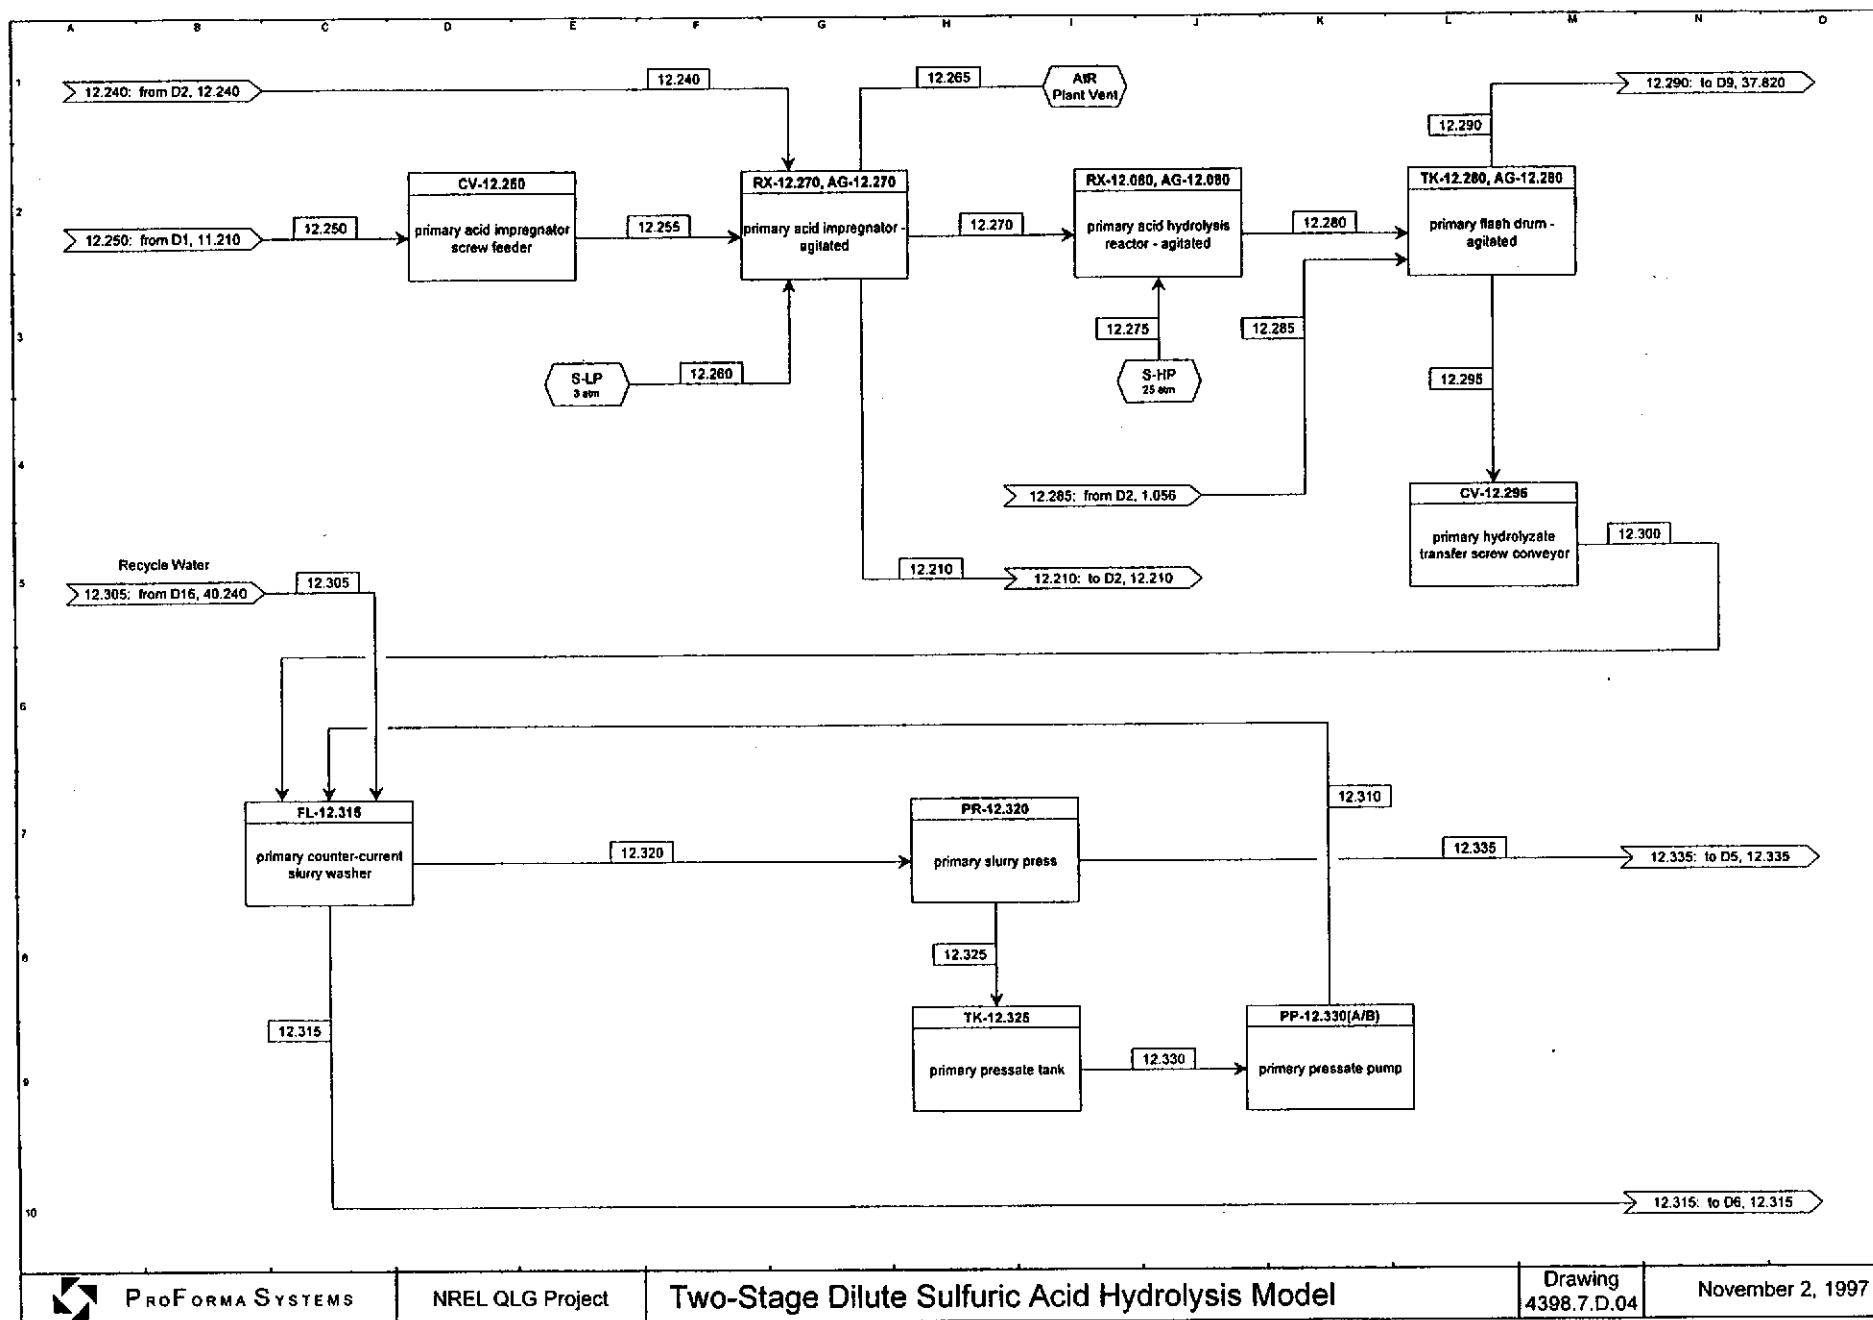 A B C D E F G H I J K L M N O
1
12.240: from D2, 12.240
12.240
12.265
AIR
Plant Vent
12.290: to D9, 37.820
12.290
CV-12.250
RX-12.270, AG-12.270
RX-12.080, AG-12.080
TK-12.280, AG-12.280
2
12.250: from D1, 11.210
12.250
primary acid impregnator
screw feeder
12.255
primary acid impregnator -
agitated
12.270
primary acid hydrolysis
reactor - agitated
12.280
primary flash drum -
agitated
3
12.275
12.285
S-LP
3 atm
12.260
S-HP
25 atm
12.295
4
12.285: from D2, 1.056
CV-12.295
primary hydrolyzate
transfer screw conveyor
12.300
Recycle Water
5
12.305: from D16, 40.240
12.305
12.210
12.210: to D2, 12.210
6
12.310
FL-12.315
PR-12.320
7
primary counter-current
slurry washer
12.320
primary slurry press
12.335
12.335: to D5, 12.335
8
12.325
12.315
TK-12.325
PP-12.330(A/B)
9
primary pressate tank
12.330
primary pressate pump
10
12.315: to D6, 12.315
PROFORMA SYSTEMS
NREL QLG Project
Two-Stage Dilute Sulfuric Acid Hydrolysis Model
Drawing
4398.7.D.04
November 2, 1997